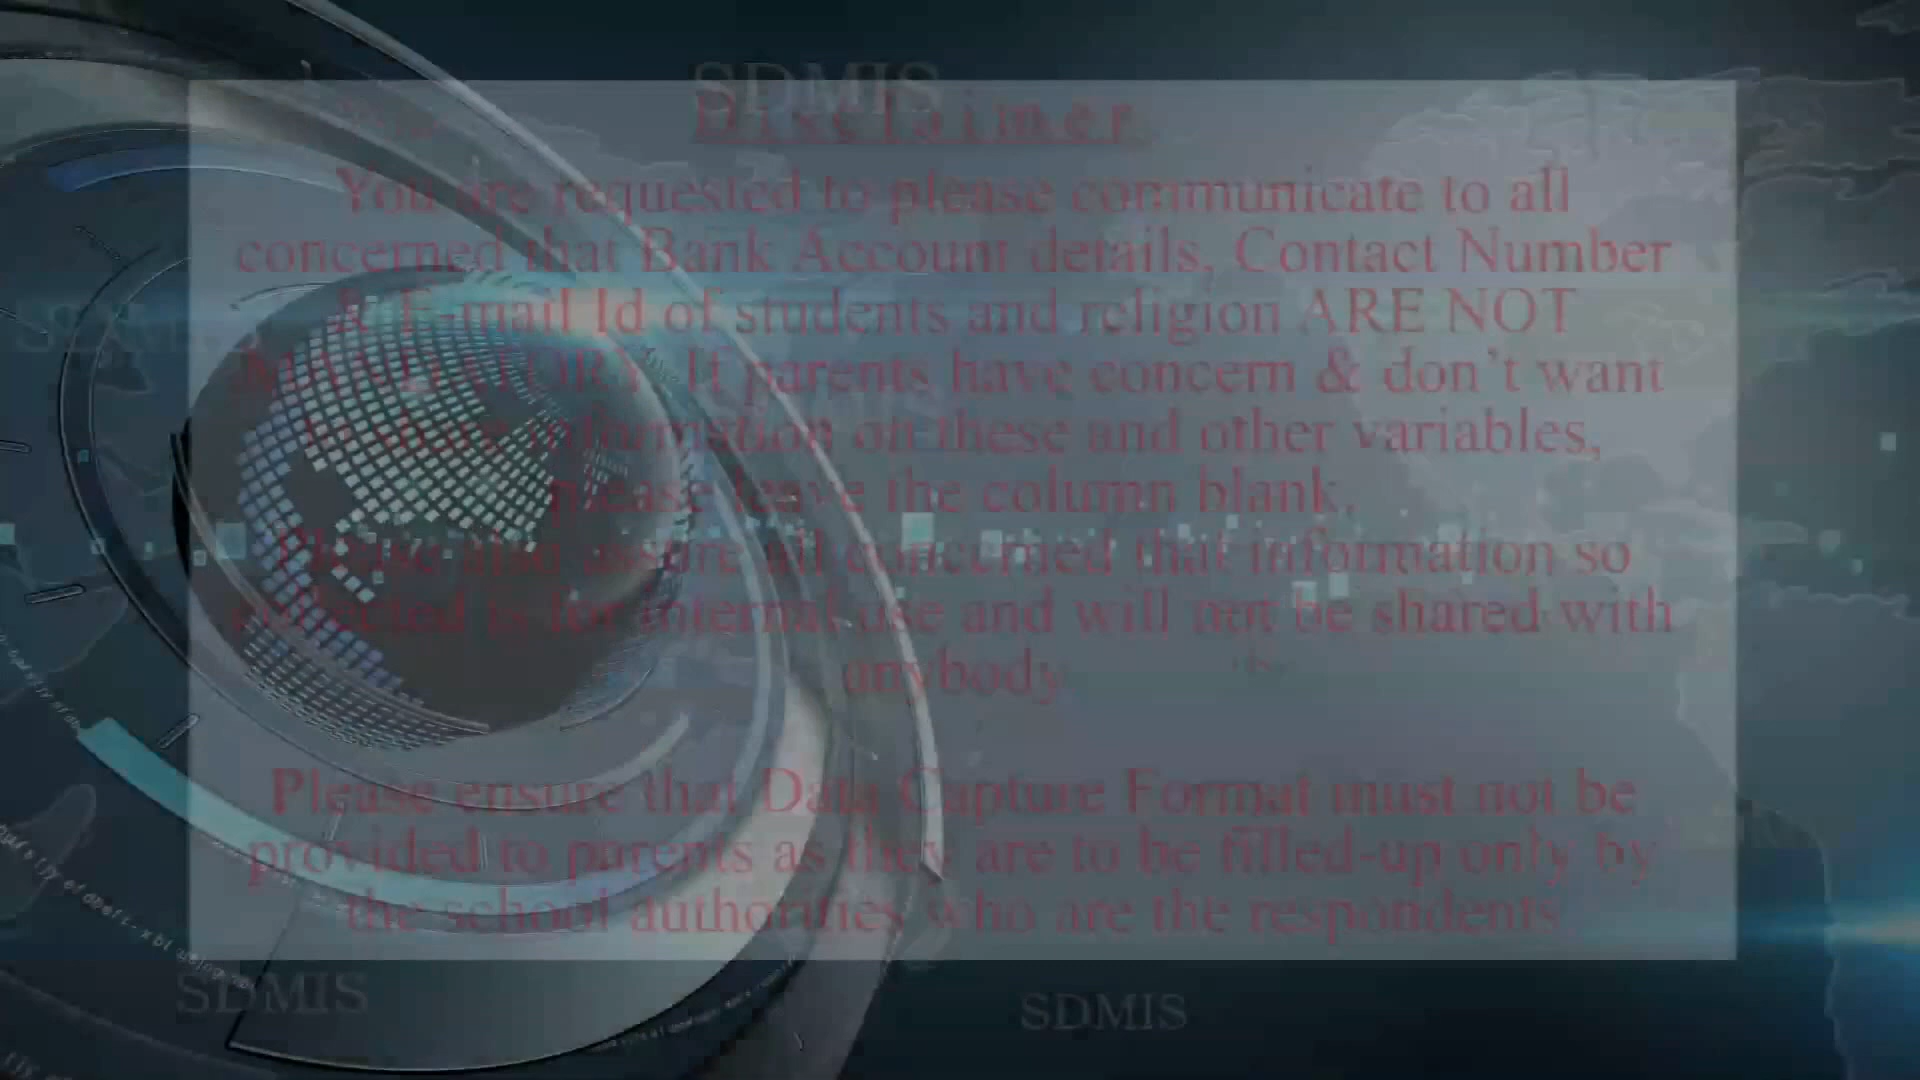 SDMIS
Disclaimer
You are requested to please communicate to all
concerned that Bank Account details, Contact Number
& E-mail Id of students and religion ARE NOT
MANDATORY. If parents have concern & don't want
to share information on these and other variables,
please leave the column blank.
Please also assure all concerned that information so
collected is for internal use and will not be shared with
anybody
Please ensure that Data Capture Format must not be
provided to parents as they are to be filled-up only by
the school authorities who are the respondents
SDMIS
SDMIS
SDMIS